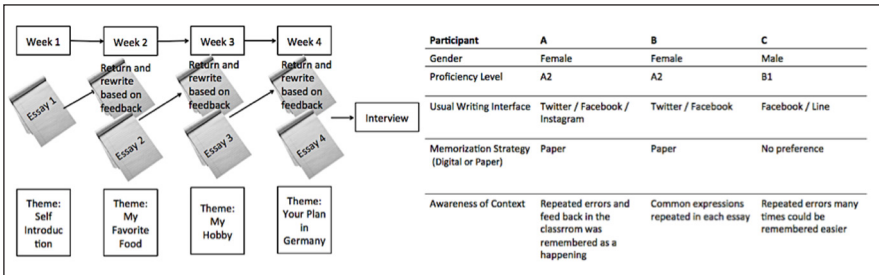 Week 1
Week 2
Week 3
Week 4
Essay 1
Return and
rewrite
based on
feedback
Return and
rewrite
based on
feedback
Return and
rewrite
based on
feedback
Essay 2
Essay 3
Essay 4
Interview
Theme:
Self
Introduc
tion
Theme:
My
Favorite
Food
Theme:
My
Hobby
Theme:
Your Plan
in
Germany
Participant A B C
Gender Female Female Male
Proficiency Level A2 A2 B1
Usual Writing Interface Twitter / Facebook / Twitter / Facebook Facebook / Line
Instagram
Memorization Strategy Paper Paper No preference
(Digital or Paper)
Awareness of Context Repeated errors and Common expressions Repeated errors many
feed back in the repeated in each essay times could be
classrrom was remembered easier
remembered as a
happening